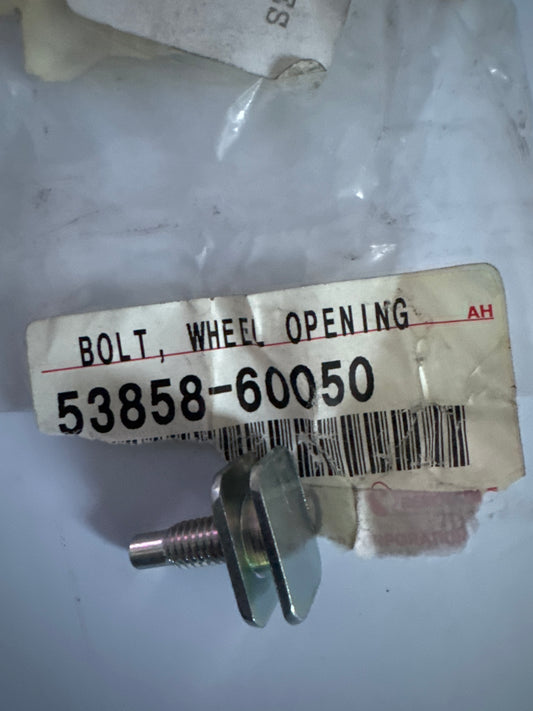 BOLT, WHEEL OPENING
AH
53858-60050